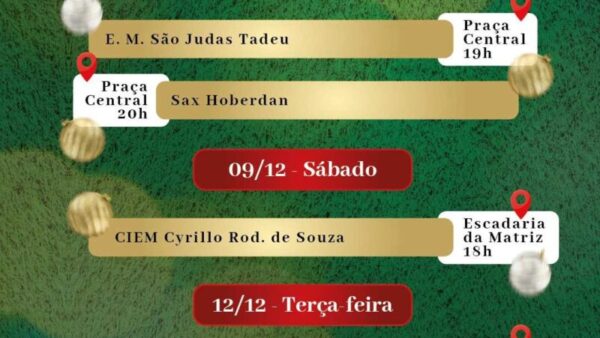 E. M. São Judas Tadeu
Praça
Central
19h
Praça
Central
20h
Sax Hoberdan
09/12 - Sábado
CIEM Cyrillo Rod. de Souza
Escadaria
da Matriz
18h
12/12 - Terça-feira